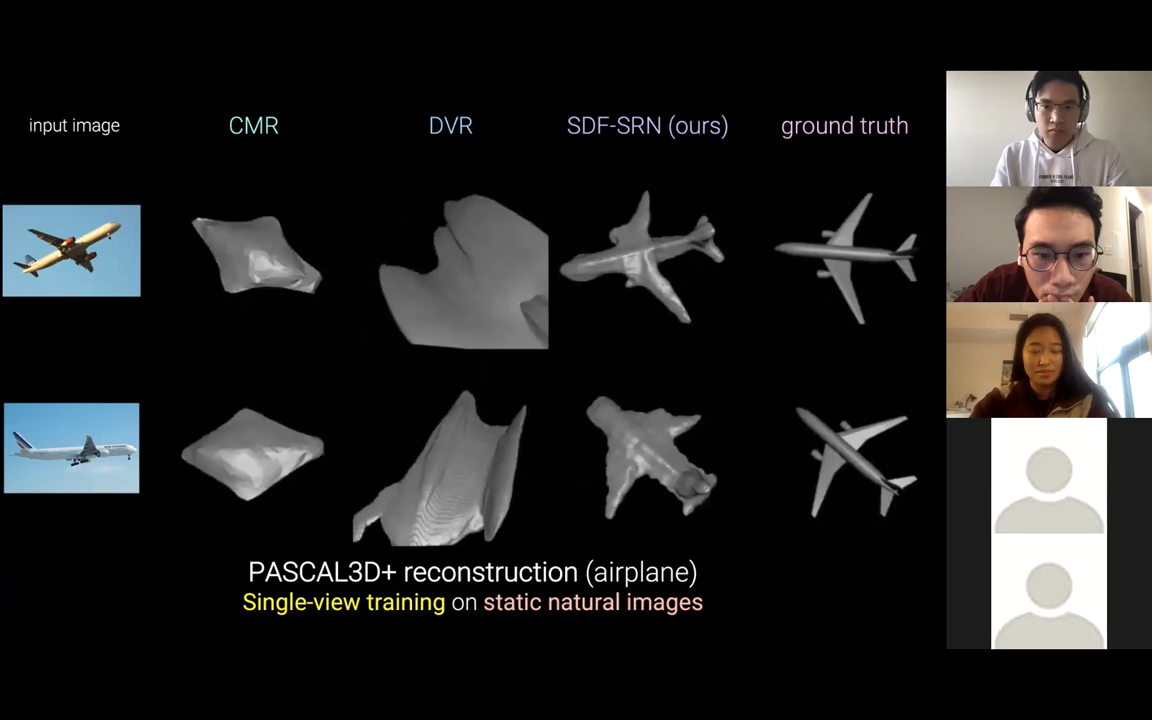 input image
CMR
DVR
SDF-SRN (ours)
ground truth
PASCAL3D+ reconstruction (airplane)
Single-view training on static natural images